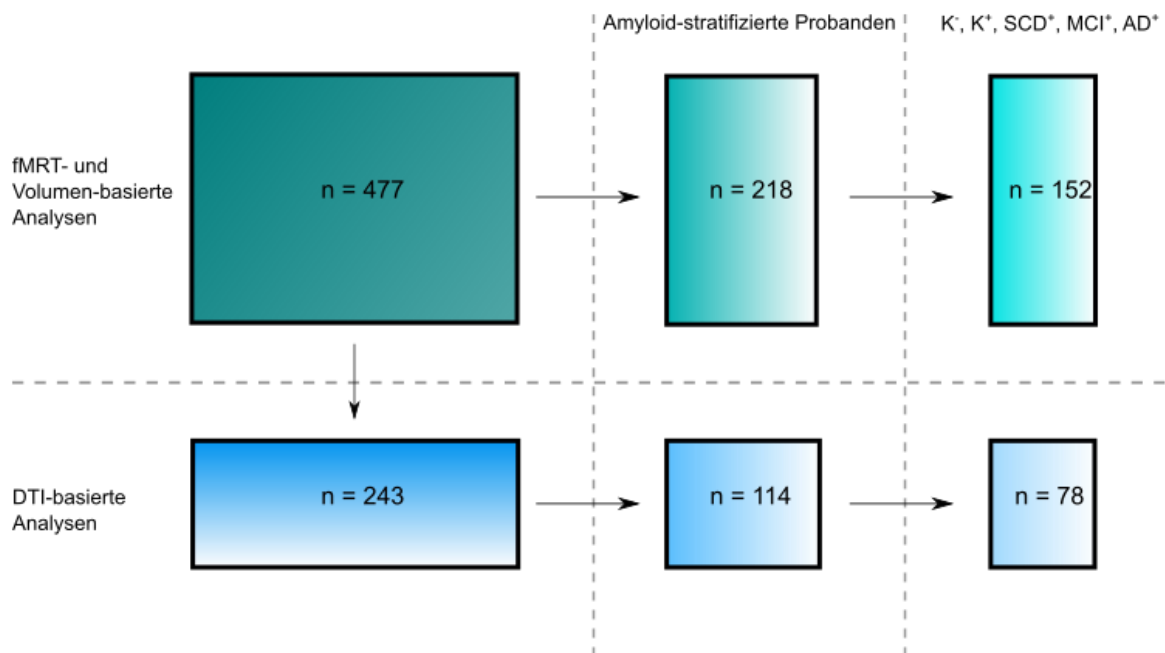 Amyloid-stratifizierte Probanden
K⁻, K⁺, SCD⁺, MCI⁺, AD⁺
fMRT- und
Volumen-basierte
Analysen
n = 477
n = 218
n = 152
DTI-basierte
Analysen
n = 243
n = 114
n = 78